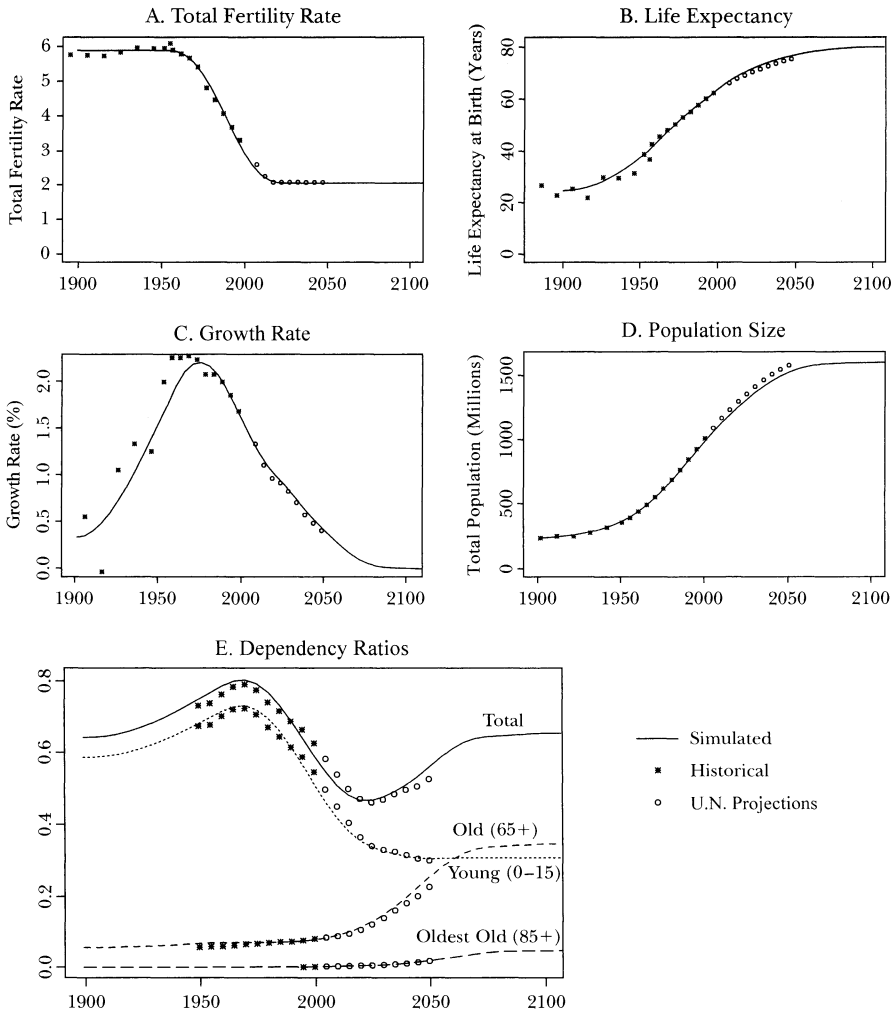 A. Total Fertility Rate
Total Fertility Rate
6
5
4
3
2
1
0
1900 1950 2000 2050 2100
B. Life Expectancy
Life Expectancy at Birth (Years)
80
60
40
20
0
1900 1950 2000 2050 2100
C. Growth Rate
Growth Rate (%)
2.0
1.5
1.0
0.5
0.0
1900 1950 2000 2050 2100
D. Population Size
Total Population (Millions)
1500
1000
500
0
1900 1950 2000 2050 2100
E. Dependency Ratios
0.8
0.6
0.4
0.2
0.0
Total
Old (65+)
Young (0–15)
Oldest Old (85+)
1900 1950 2000 2050 2100
Simulated
Historical
U.N. Projections